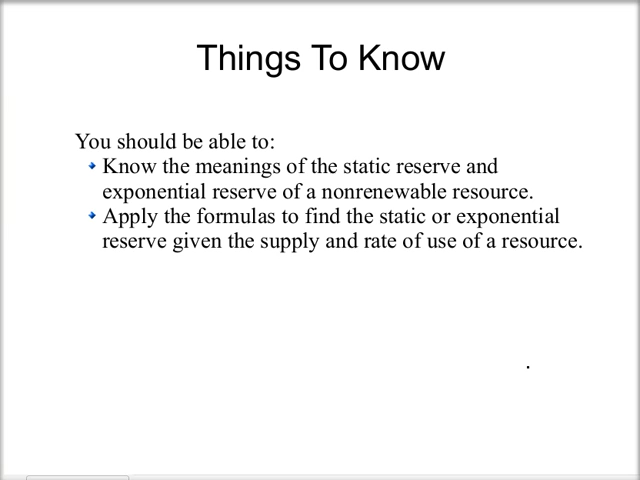 Things To Know
You should be able to:
Know the meanings of the static reserve and
exponential reserve of a nonrenewable resource.
Apply the formulas to find the static or exponential
reserve given the supply and rate of use of a resource.
.